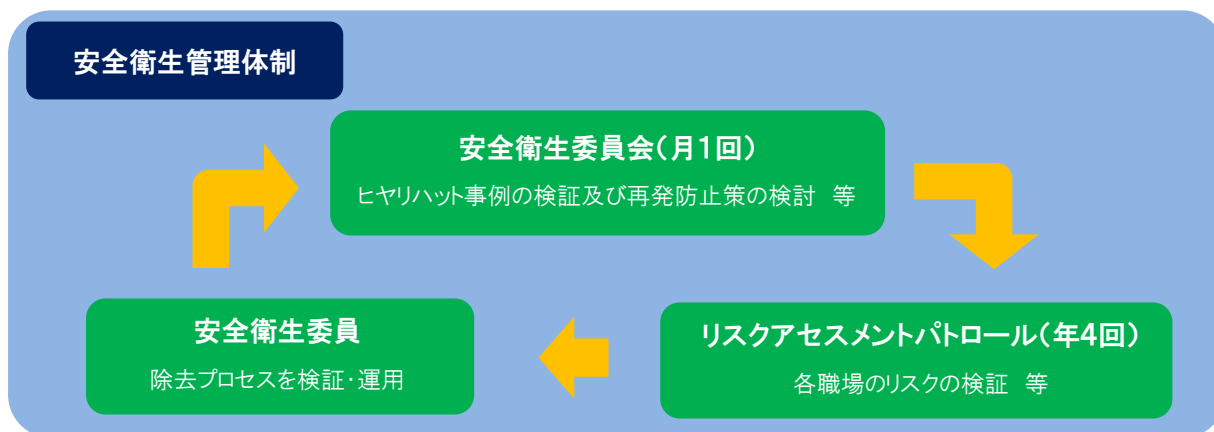 安全衛生管理体制
安全衛生委員会(月1回)
ヒヤリハット事例の検証及び再発防止策の検討　等
リスクアセスメントパトロール(年4回)
各職場のリスクの検証　等
安全衛生委員
除去プロセスを検証・運用